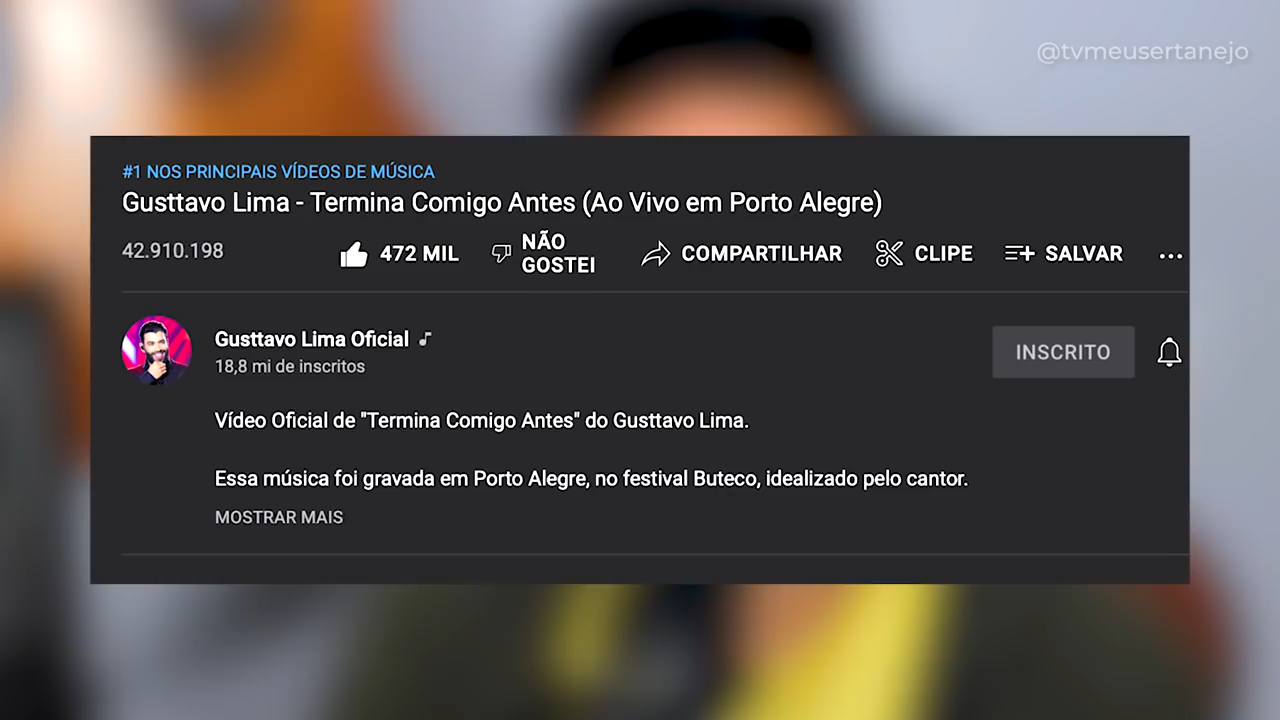 @tvmeusertanejo
#1 NOS PRINCIPAIS VÍDEOS DE MÚSICA
Gusttavo Lima - Termina Comigo Antes (Ao Vivo em Porto Alegre)
42.910.198
472 MIL
NÃO
GOSTEI
COMPARTILHAR
CLIPE
SALVAR
Gusttavo Lima Oficial
18,8 mi de inscritos
INSCRITO
Vídeo Oficial de "Termina Comigo Antes" do Gusttavo Lima.
Essa música foi gravada em Porto Alegre, no festival Buteco, idealizado pelo cantor.
MOSTRAR MAIS